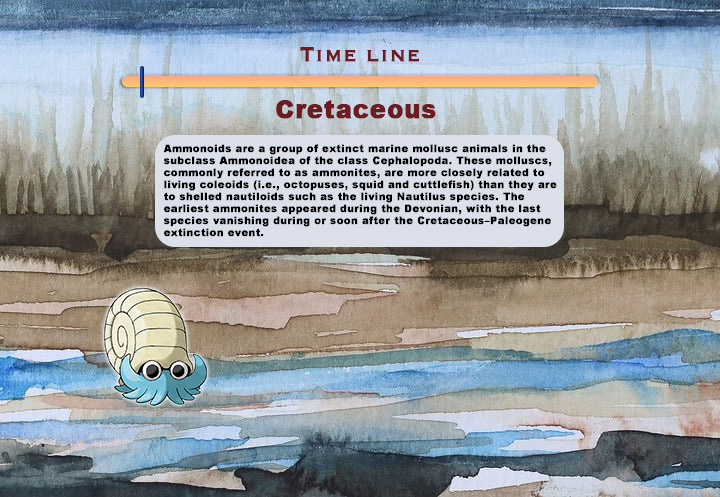 Time line
Cretaceous
Ammonoids are a group of extinct marine mollusc animals in the
subclass Ammonoidea of the class Cephalopoda. These molluscs,
commonly referred to as ammonites, are more closely related to
living coleoids (i.e., octopuses, squid and cuttlefish) than they are
to shelled nautiloids such as the living Nautilus species. The
earliest ammonites appeared during the Devonian, with the last
species vanishing during or soon after the Cretaceous–Paleogene
extinction event.